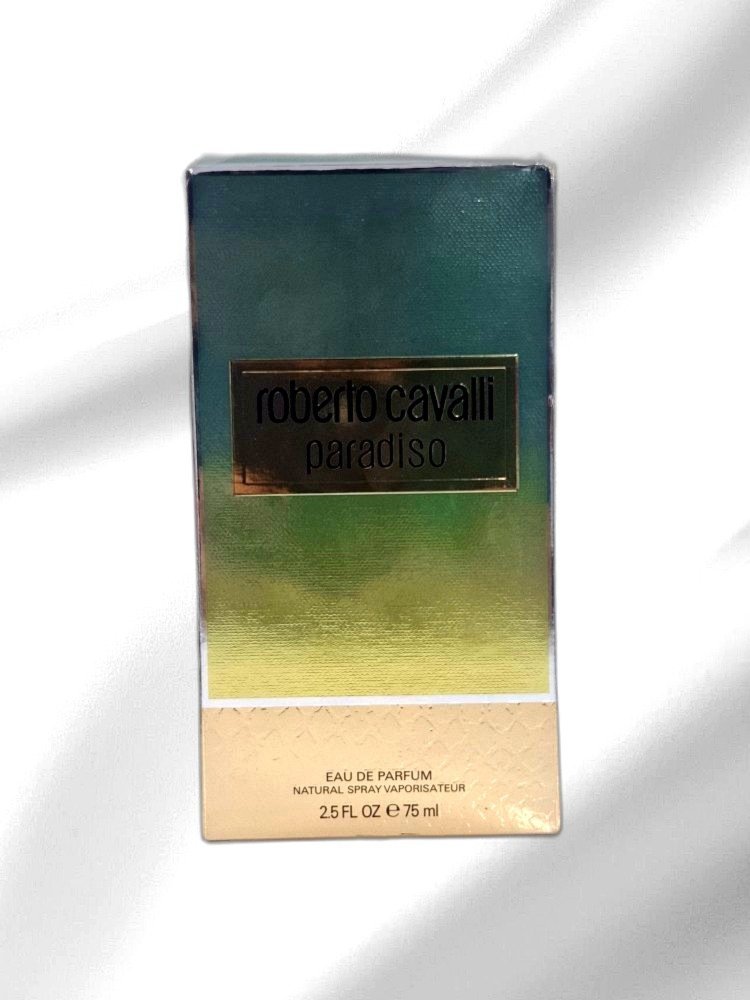 roberto cavalli
paradiso
EAU DE PARFUM
NATURAL SPRAY VAPORISATEUR
2.5 FL OZ ℮ 75 ml